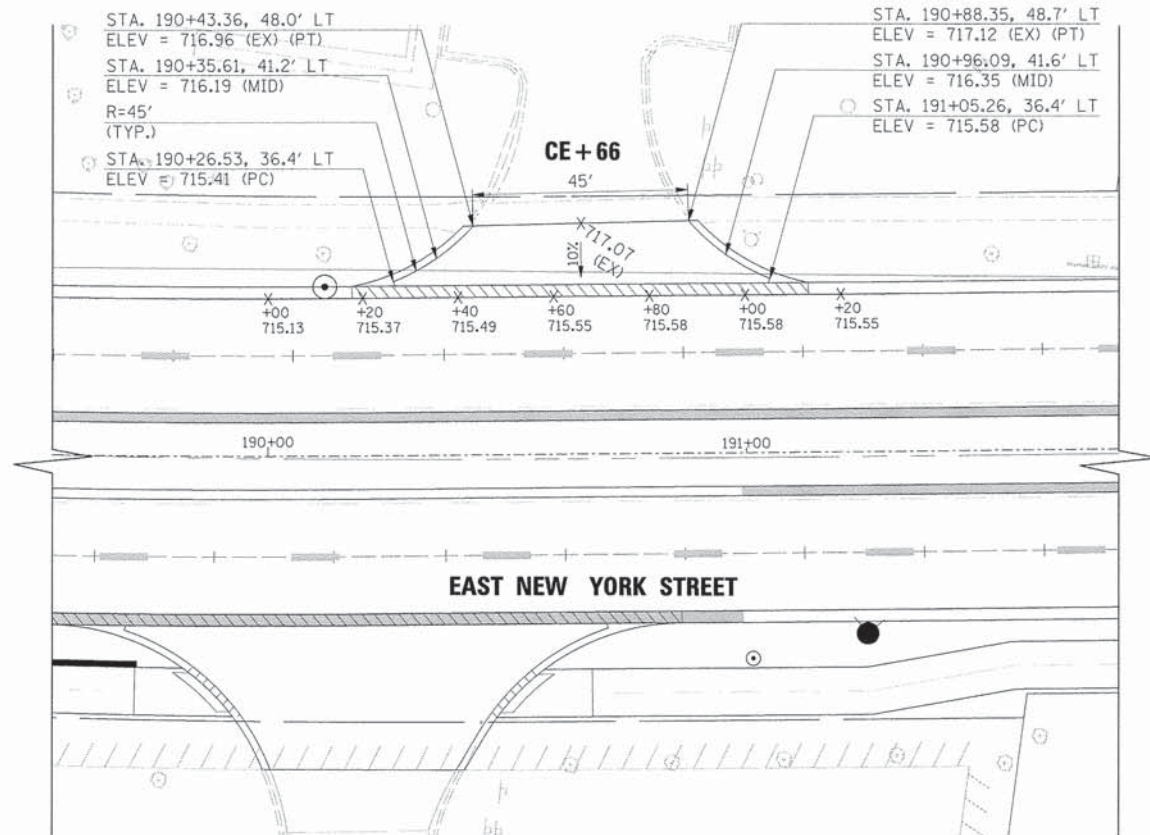 STA. 190+43.36, 48.0' LT
ELEV = 716.96 (EX) (PT)
STA. 190+35.61, 41.2' LT
ELEV = 716.19 (MID)
R=45'
(TYP.)
STA. 190+26.53, 36.4' LT
ELEV = 715.41 (PC)
STA. 190+88.35, 48.7' LT
ELEV = 717.12 (EX) (PT)
STA. 190+96.09, 41.6' LT
ELEV = 716.35 (MID)
STA. 191+05.26, 36.4' LT
ELEV = 715.58 (PC)
CE+66
45'
717.07
(EX)
10%
+00
715.13
+20
715.37
+40
715.49
+60
715.55
+80
715.58
+00
715.58
+20
715.55
190+00
191+00
EAST NEW YORK STREET